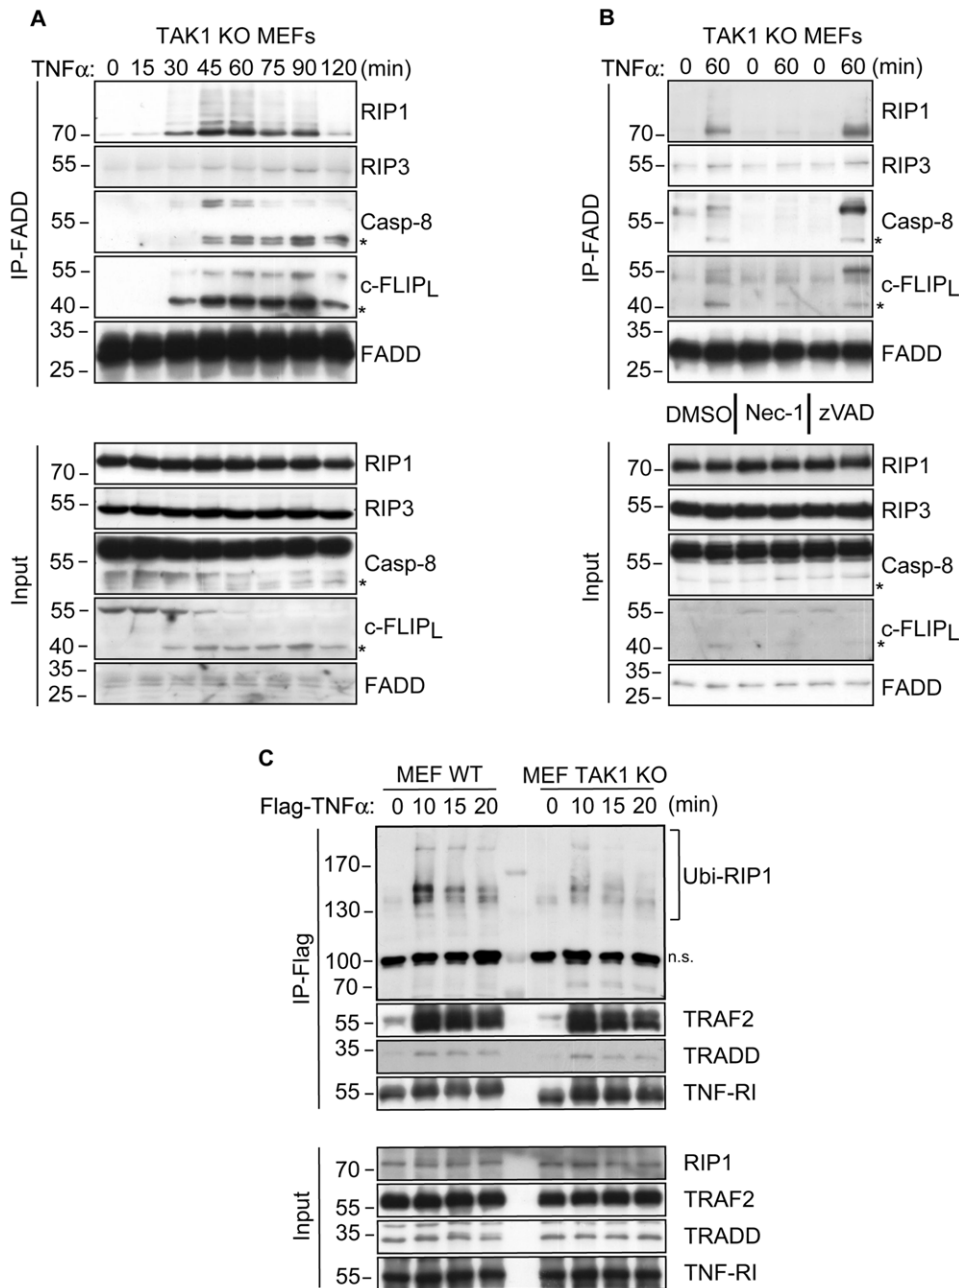 A
TAK1 KO MEFs
TNFα: 0 15 30 45 60 75 90 120 (min)
IP-FADD
70
RIP1
55
RIP3
55
Casp-8
*
55
40
c-FLIPL
*
35
25
FADD
Input
70
RIP1
55
RIP3
55
Casp-8
*
55
40
c-FLIPL
*
35
25
FADD
B
TAK1 KO MEFs
TNFα: 0 60 0 60 0 60 (min)
IP-FADD
70
RIP1
55
RIP3
55
Casp-8
*
55
40
c-FLIPL
*
35
25
FADD
DMSO | Nec-1 | zVAD
Input
70
RIP1
55
RIP3
55
Casp-8
*
55
40
c-FLIPL
*
35
25
FADD
C
MEF WT MEF TAK1 KO
Flag-TNFα: 0 10 15 20 0 10 15 20 (min)
IP-Flag
170
130
Ubi-RIP1
100
n.s.
70
55
TRAF2
35
TRADD
55
TNF-RI
Input
70
RIP1
55
TRAF2
35
TRADD
55
TNF-RI